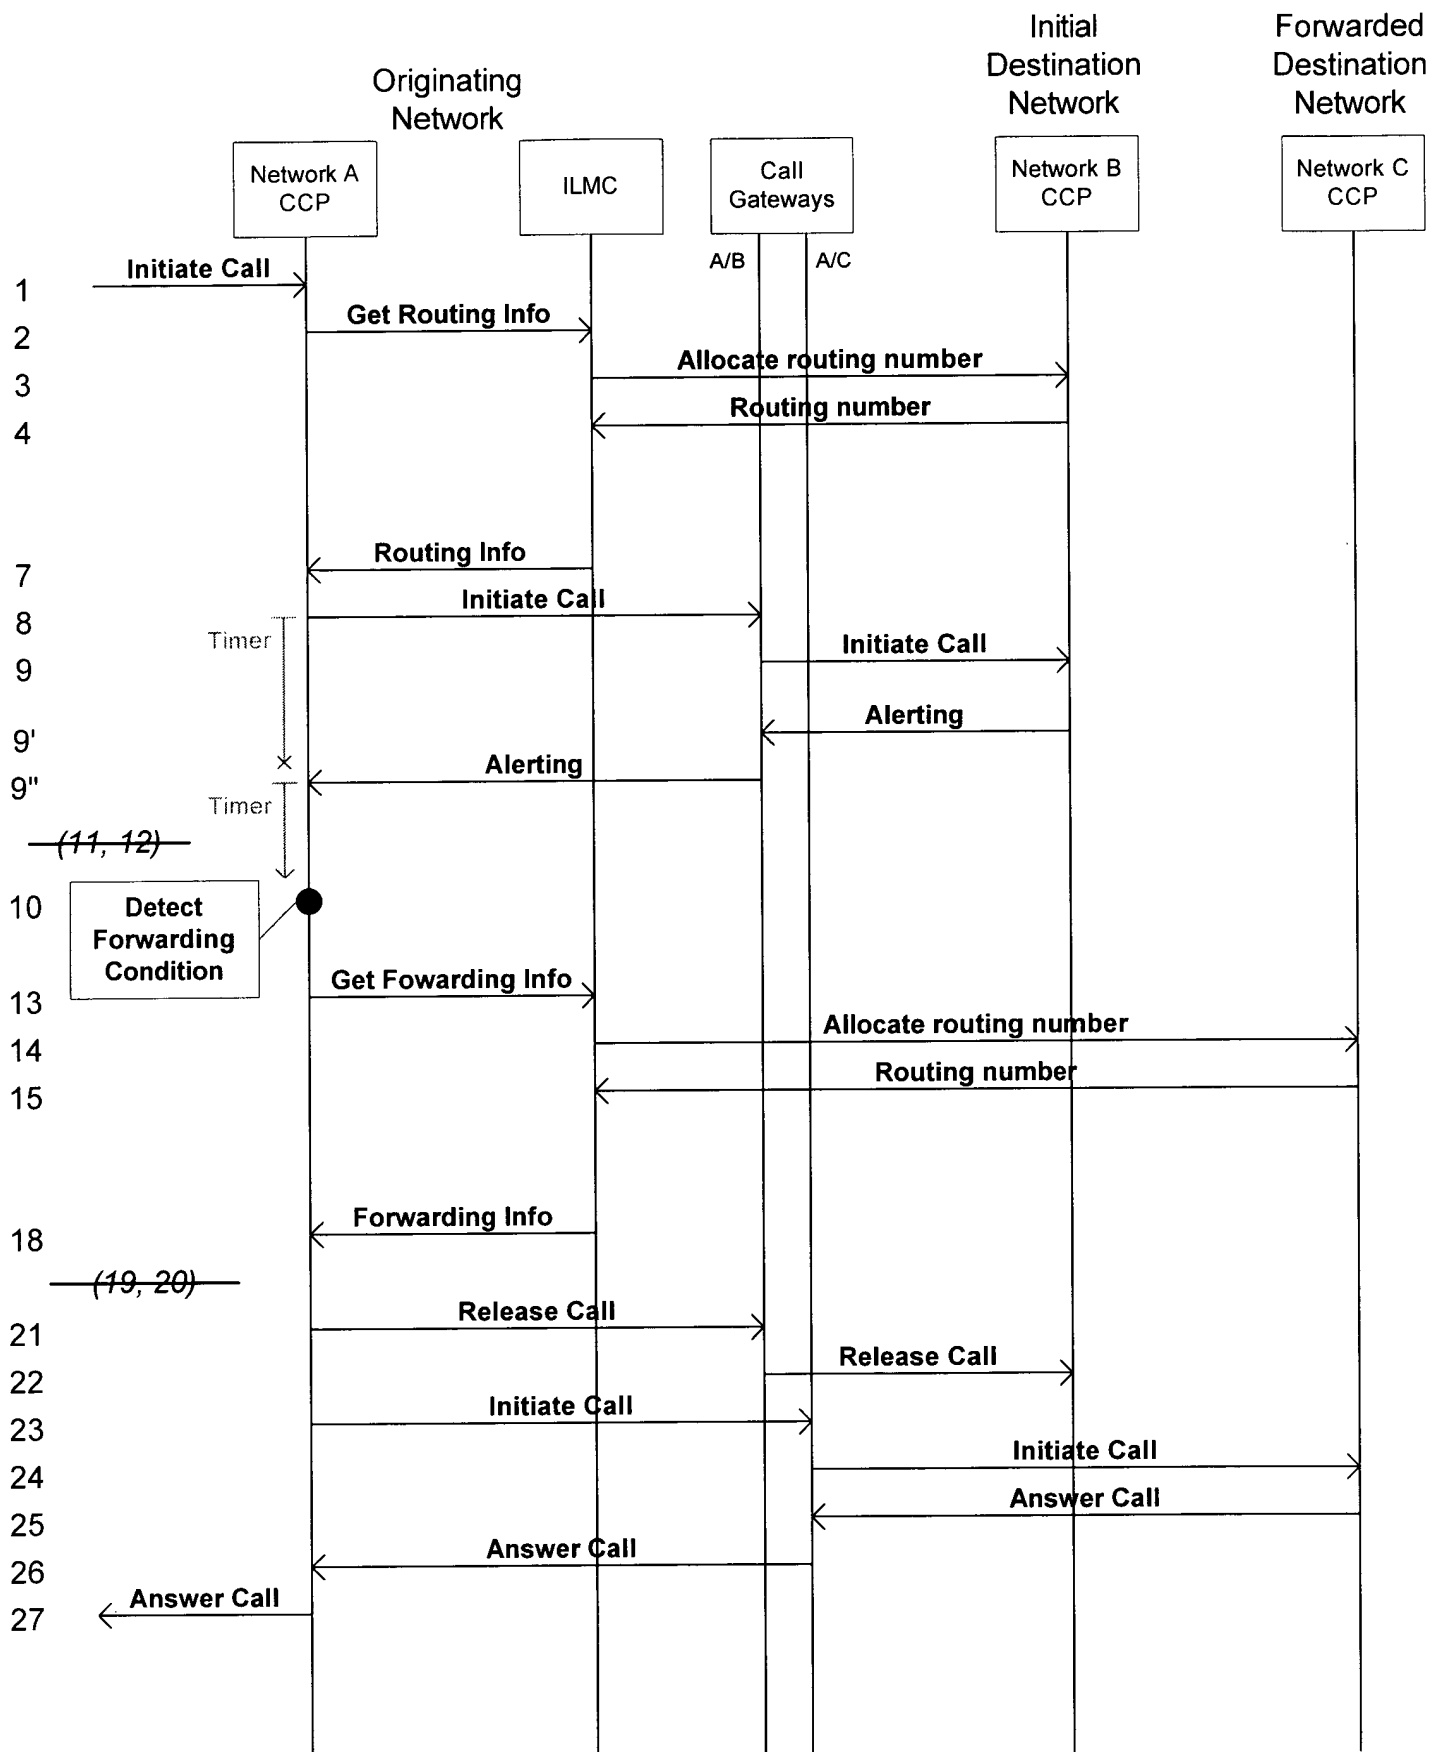 Originating
Network
Initial
Destination
Network
Forwarded
Destination
Network
Network A
CCP
ILMC
Call
Gateways
Network B
CCP
Network C
CCP
A/B
A/C
1
Initiate Call
2
Get Routing Info
3
Allocate routing number
4
Routing number
7
Routing Info
8
Initiate Call
Timer
9
Initiate Call
9'
Alerting
9"
Alerting
Timer
(11, 12)
10
Detect
Forwarding
Condition
13
Get Fowarding Info
14
Allocate routing number
15
Routing number
18
Forwarding Info
(19, 20)
21
Release Call
22
Release Call
23
Initiate Call
24
Initiate Call
25
Answer Call
26
Answer Call
27
Answer Call